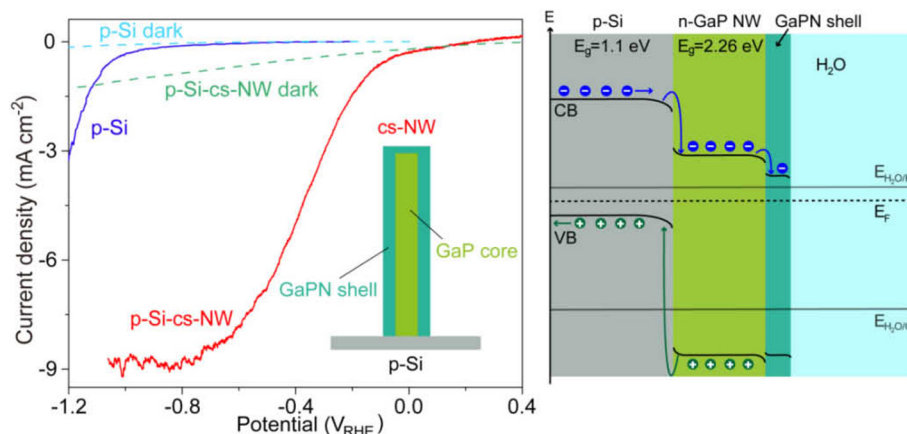 p-Si dark
p-Si-cs-NW dark
p-Si
cs-NW
GaP core
GaPN shell
p-Si-cs-NW
p-Si
Current density (mA cm-2)
0
-3
-6
-9
-1.2 -0.8 -0.4 0.0 0.4
Potential (VRHE)
E p-Si n-GaP NW GaPN shell
Eg=1.1 eV Eg=2.26 eV
H2O
CB
EH2O/
EF
VB
EH2O/